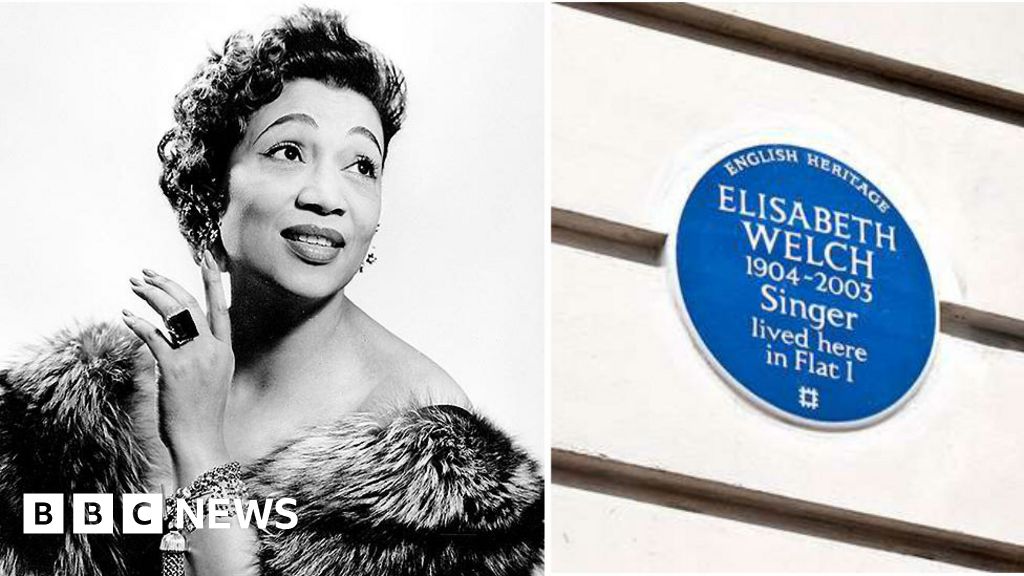 BBC NEWS
ENGLISH HERITAGE
ELISABETH
WELCH
1904-2003
Singer
lived here
in Flat 1